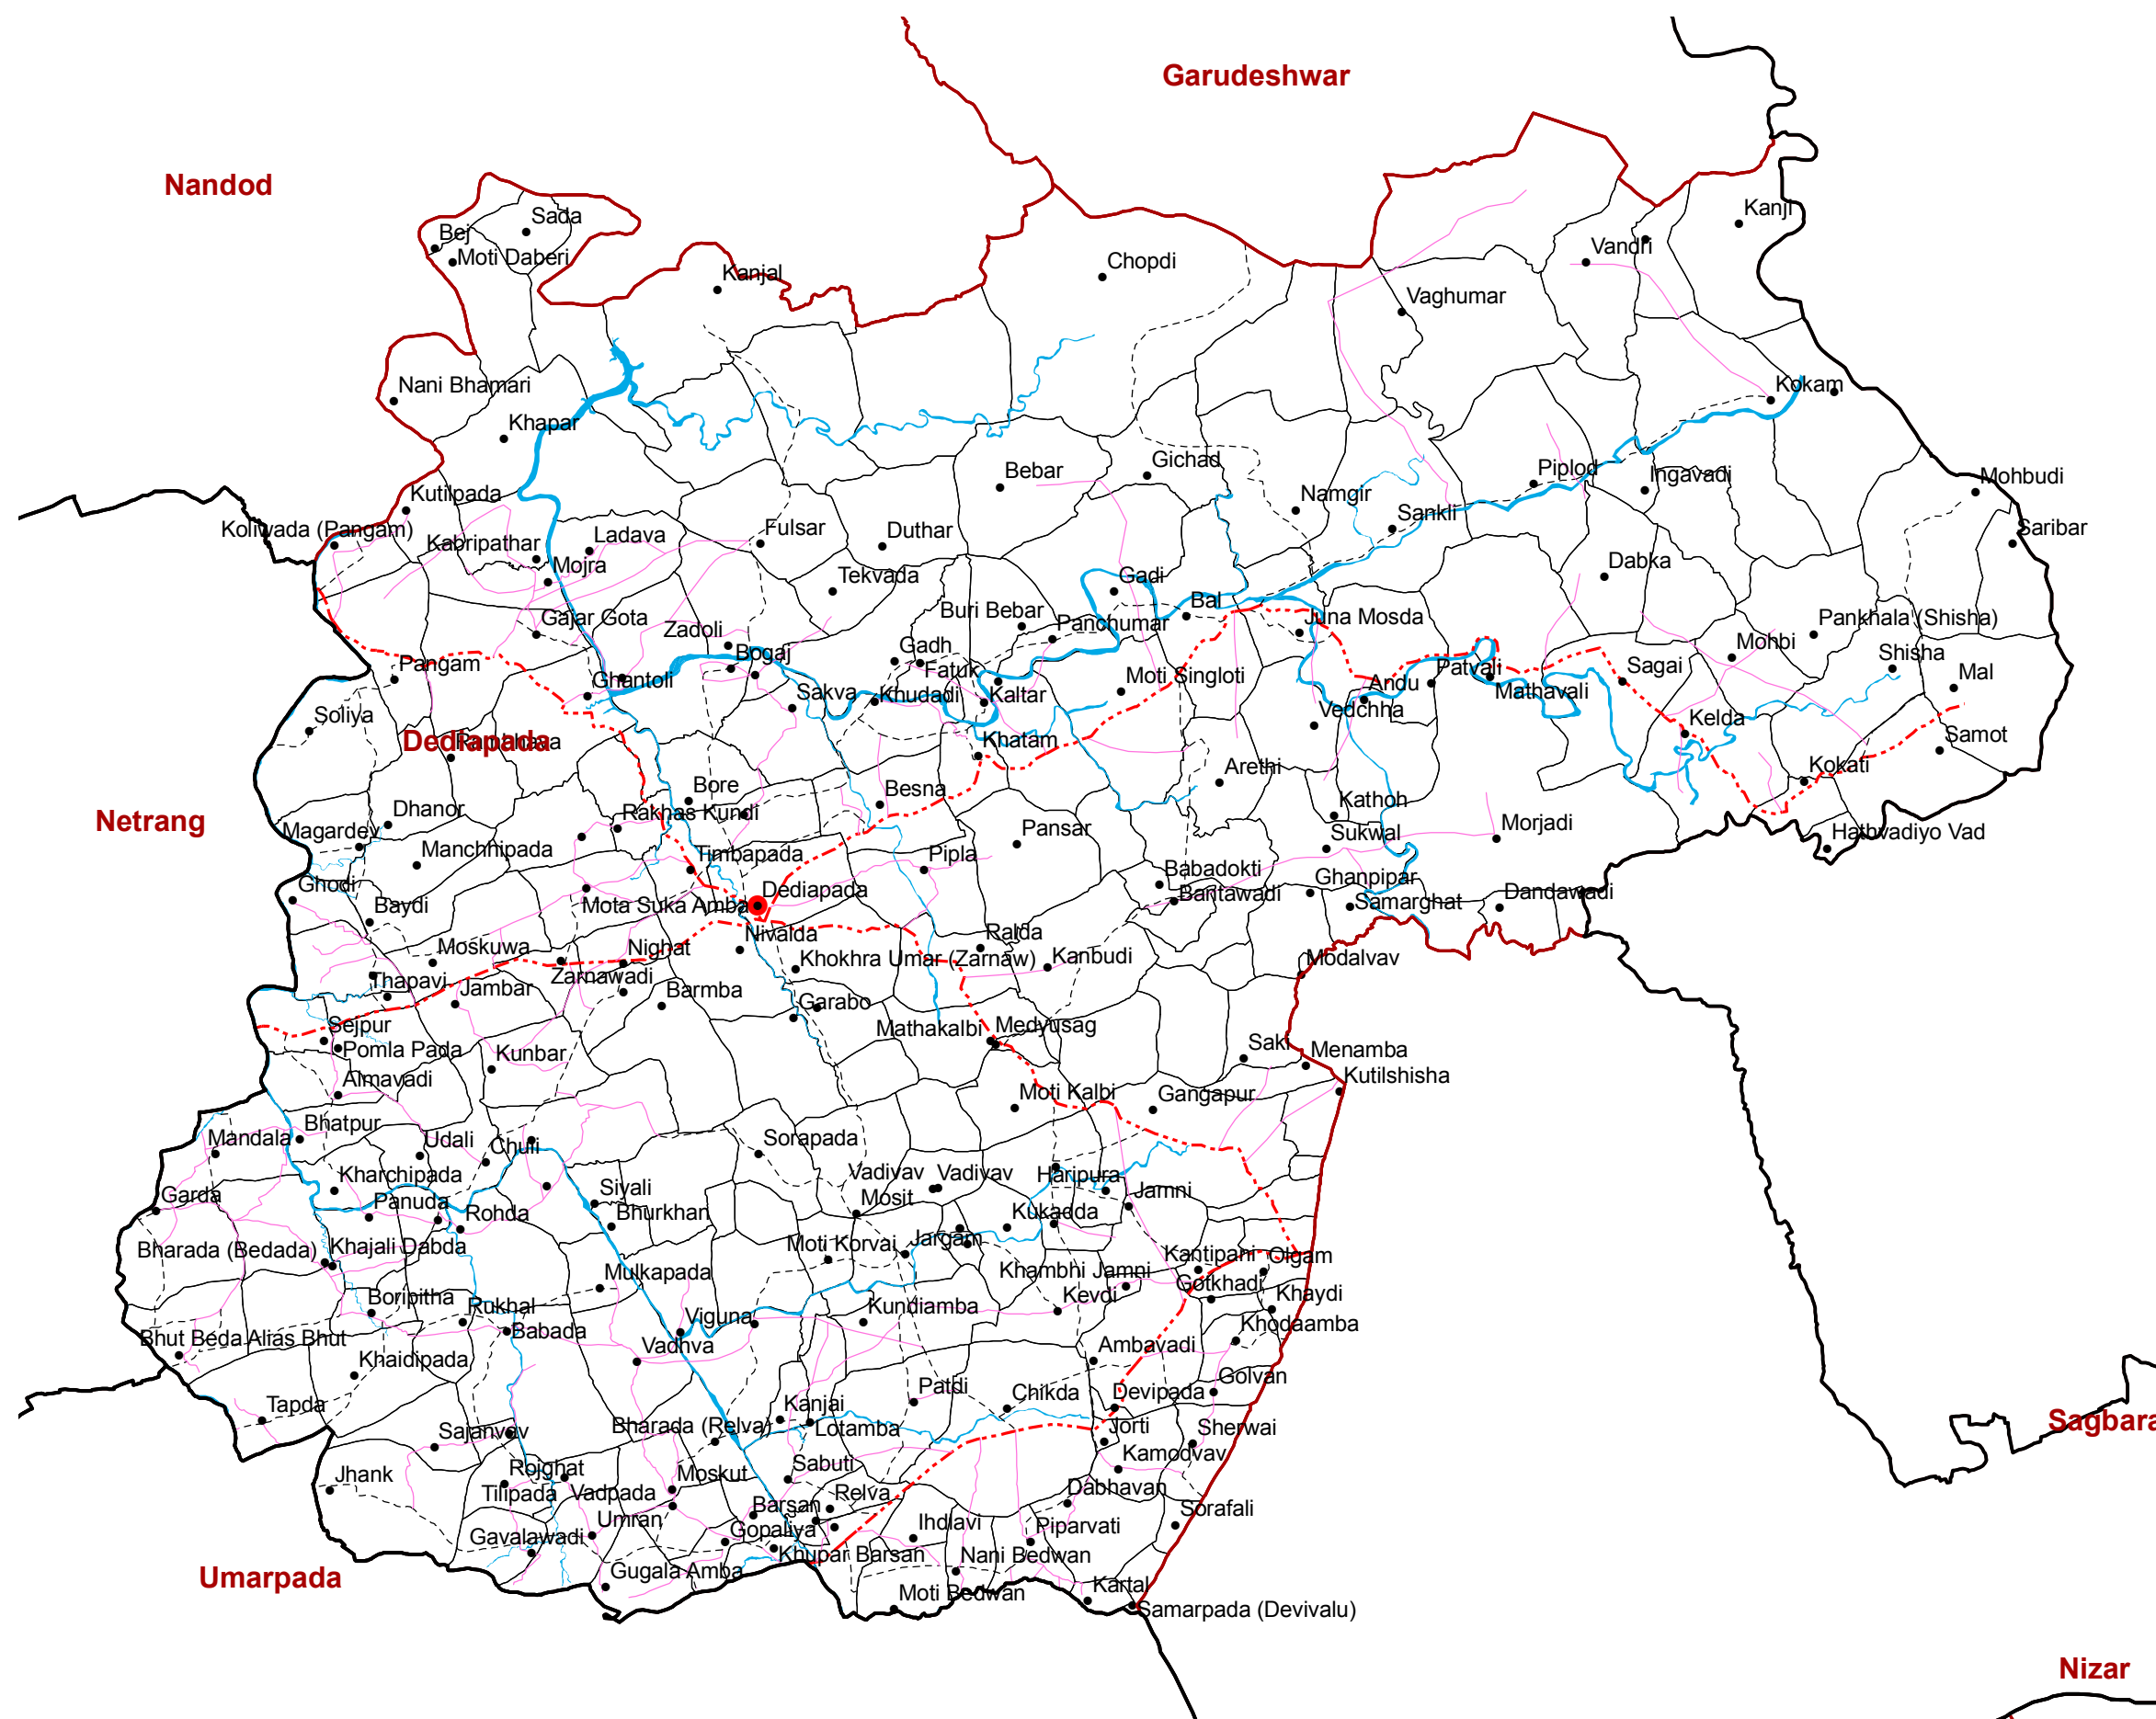 Garudeshwar
Nandod
Kanji
Sada
Bej
Moti Daberi
Vandri
Chopdi
Kanjal
Vaghumar
Nani Bhamari
Kokam
Khapar
Gichad
Bebar
Piplod
Ingavadi
Mohbudi
Kutilpada
Namgir
Sankli
Koliwada (Pangam)
Ladava
Fulsar
Duthar
Saribar
Kabripathar
Mojra
Tekvada
Gadi
Dabka
Bal
Buri Bebar
Panchumar
Juna Mosda
Gajar Gota
Zadoli
Pankhala (Shisha)
Mohbi
Gadh
Bogaj
Fatuk
Shisha
Pangam
Patvali
Sagai
Moti Singloti
Mal
Ghantoli
Andu
Mathavali
Sakva
Khudadi
Kaltar
Vedchha
Soliya
Kelda
Dediapada
Khatam
Samot
Kokati
Arethi
Bore
Besna
Kathoh
Dhanor
Rakhas Kundi
Morjadi
Magardev
Pansar
Sukwal
Hathvadiyo Vad
Manchhipada
Timbapada
Pipla
Netrang
Babadokti
Ghodi
Dediapada
Ghanpipar
Bantawadi
Dandawadi
Baydi
Mota Suka Amba
Samarghat
Moskuwa
Nighat
Nivalda
Ralda
Khokhra Umar (Zarnaw)
Kanbudi
Modalvav
Thapavi
Jambar
Zarnawadi
Barmba
Garabo
Sejpur
Mathakalbi
Medyusag
Pomla Pada
Kunbar
Saki
Menamba
Almavadi
Kutilshisha
Moti Kalbi
Gangapur
Bhatpur
Mandala
Udali
Chuli
Sorapada
Kharchipada
Vadivav
Vadivav
Haripura
Garda
Panuda
Siyali
Mosit
Jamni
Rohda
Bhurkhan
Kukadda
Bharada (Bedada)
Khajali Dabda
Moti Korvai
Jargam
Kantipani
Olgam
Mulkapada
Khambhi Jamni
Gotkhadi
Boripitha
Rukhal
Kundiamba
Kevdi
Khaydi
Viguna
Babada
Khodaamba
Bhut Beda Alias Bhut
Vadhva
Ambavadi
Khaidipada
Golvan
Patdi
Chikda
Devipada
Tapda
Kanjai
Sajanvav
Bharada (Relva)
Lotamba
Jorti
Sherwai
Sagbara
Kamodvav
Jhank
Rojghat
Moskut
Sabuti
Tilipada
Vadpada
Relva
Dabhavan
Barsan
Sorafali
Umran
Gopaliya
Ihdlavi
Piparvati
Gavalawadi
Khupar Barsan
Nani Bedwan
Umarpada
Gugala Amba
Moti Bedwan
Kartal
Samarpada (Devivalu)
Nizar